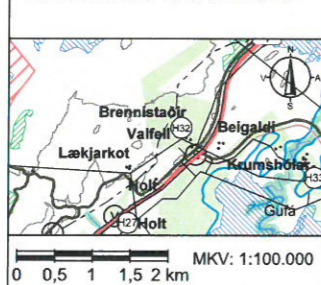 N
V
A
S
Brennistaðir
H32
Valfell
Beigaldi
Lækjarkot
Krumshólar
H33
Holt
Gufá
H27
Holt
0 0,5 1 1,5 2 km
MKV: 1:100.000